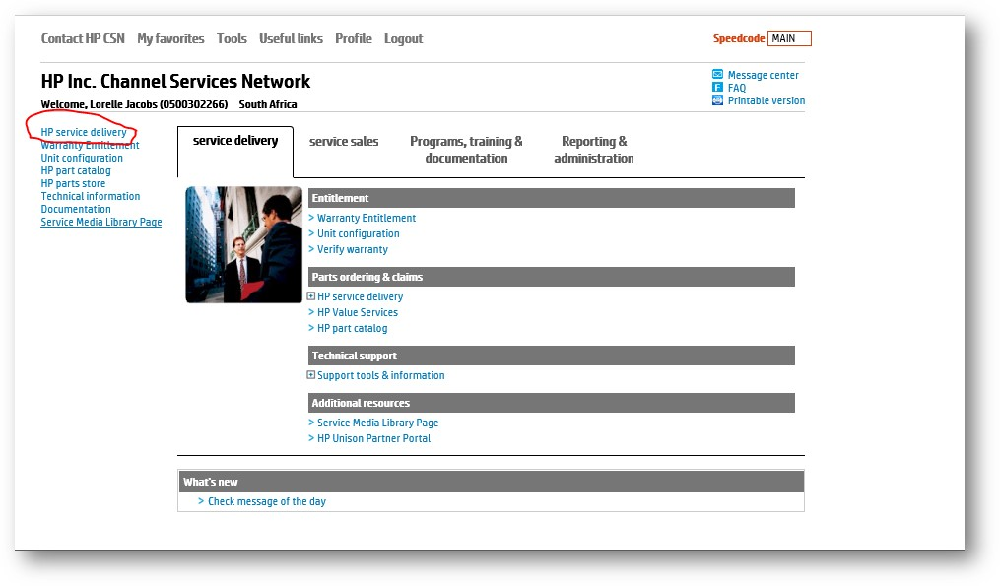 Contact HP CSN My favorites Tools Useful links Profile Logout
Speedcode MAIN
HP Inc. Channel Services Network
Welcome, Lorelle Jacobs (0500302266) South Africa
Message center
FAQ
Printable version
HP service delivery
Warranty Entitlement
Unit configuration
HP part catalog
HP parts store
Technical information
Documentation
Service Media Library Page
service delivery
service sales
Programs, training &
documentation
Reporting &
administration
Entitlement
> Warranty Entitlement
> Unit configuration
> Verify warranty
Parts ordering & claims
HP service delivery
> HP Value Services
> HP part catalog
Technical support
Support tools & information
Additional resources
> Service Media Library Page
> HP Unison Partner Portal
What's new
> Check message of the day